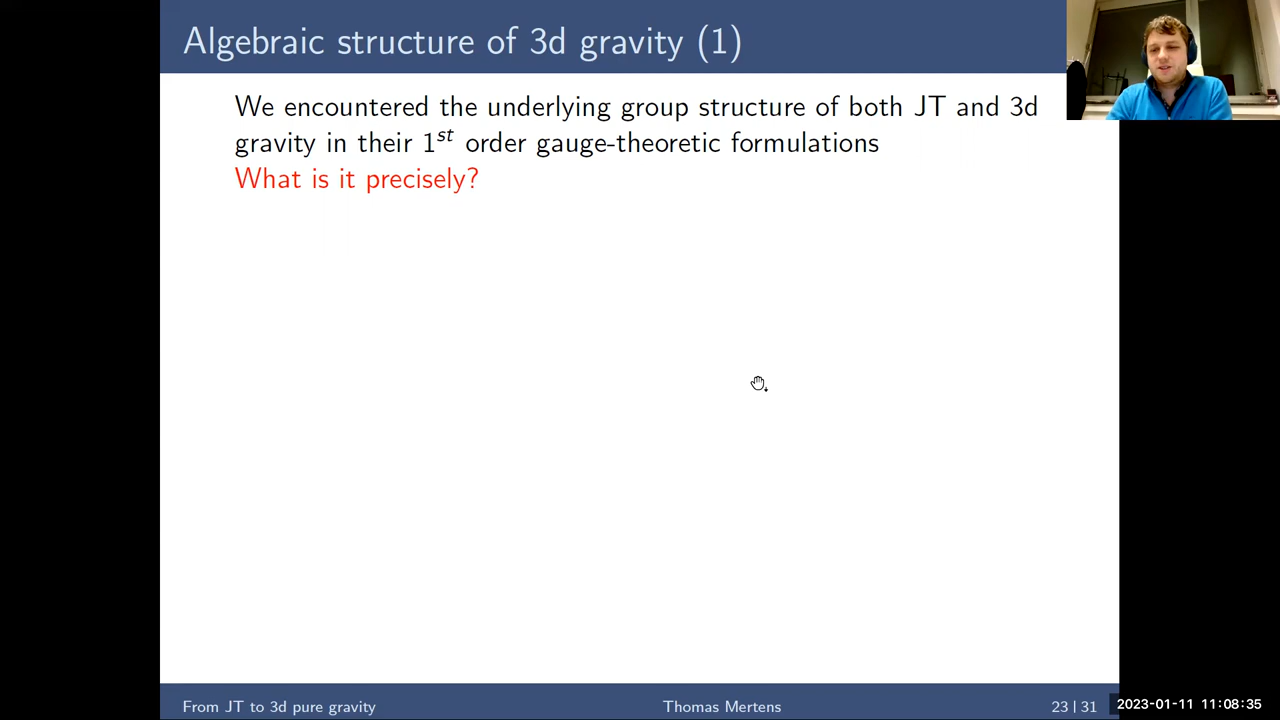 Algebraic structure of 3d gravity (1)
We encountered the underlying group structure of both JT and 3d
gravity in their 1st order gauge-theoretic formulations
What is it precisely?
From JT to 3d pure gravity
Thomas Mertens
23 | 31
2023-01-11 11:08:35